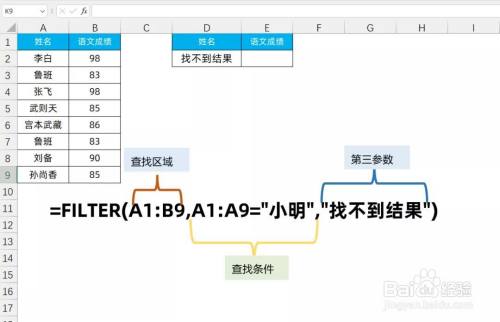 K9
A B C D E F G H I
1 姓名 语文成绩 姓名 语文成绩
2 李白 98 找不到结果
3 鲁班 83
4 张飞 98
5 武则天 85
6 宫本武藏 86
7 鲁班 83
8 刘备 90 查找区域 第三参数
9 孙尚香 85
10
11 =FILTER(A1:B9,A1:A9="小明","找不到结果")
12
13
14 查找条件
15
16
Baidu 经验
jingyan.baidu.com